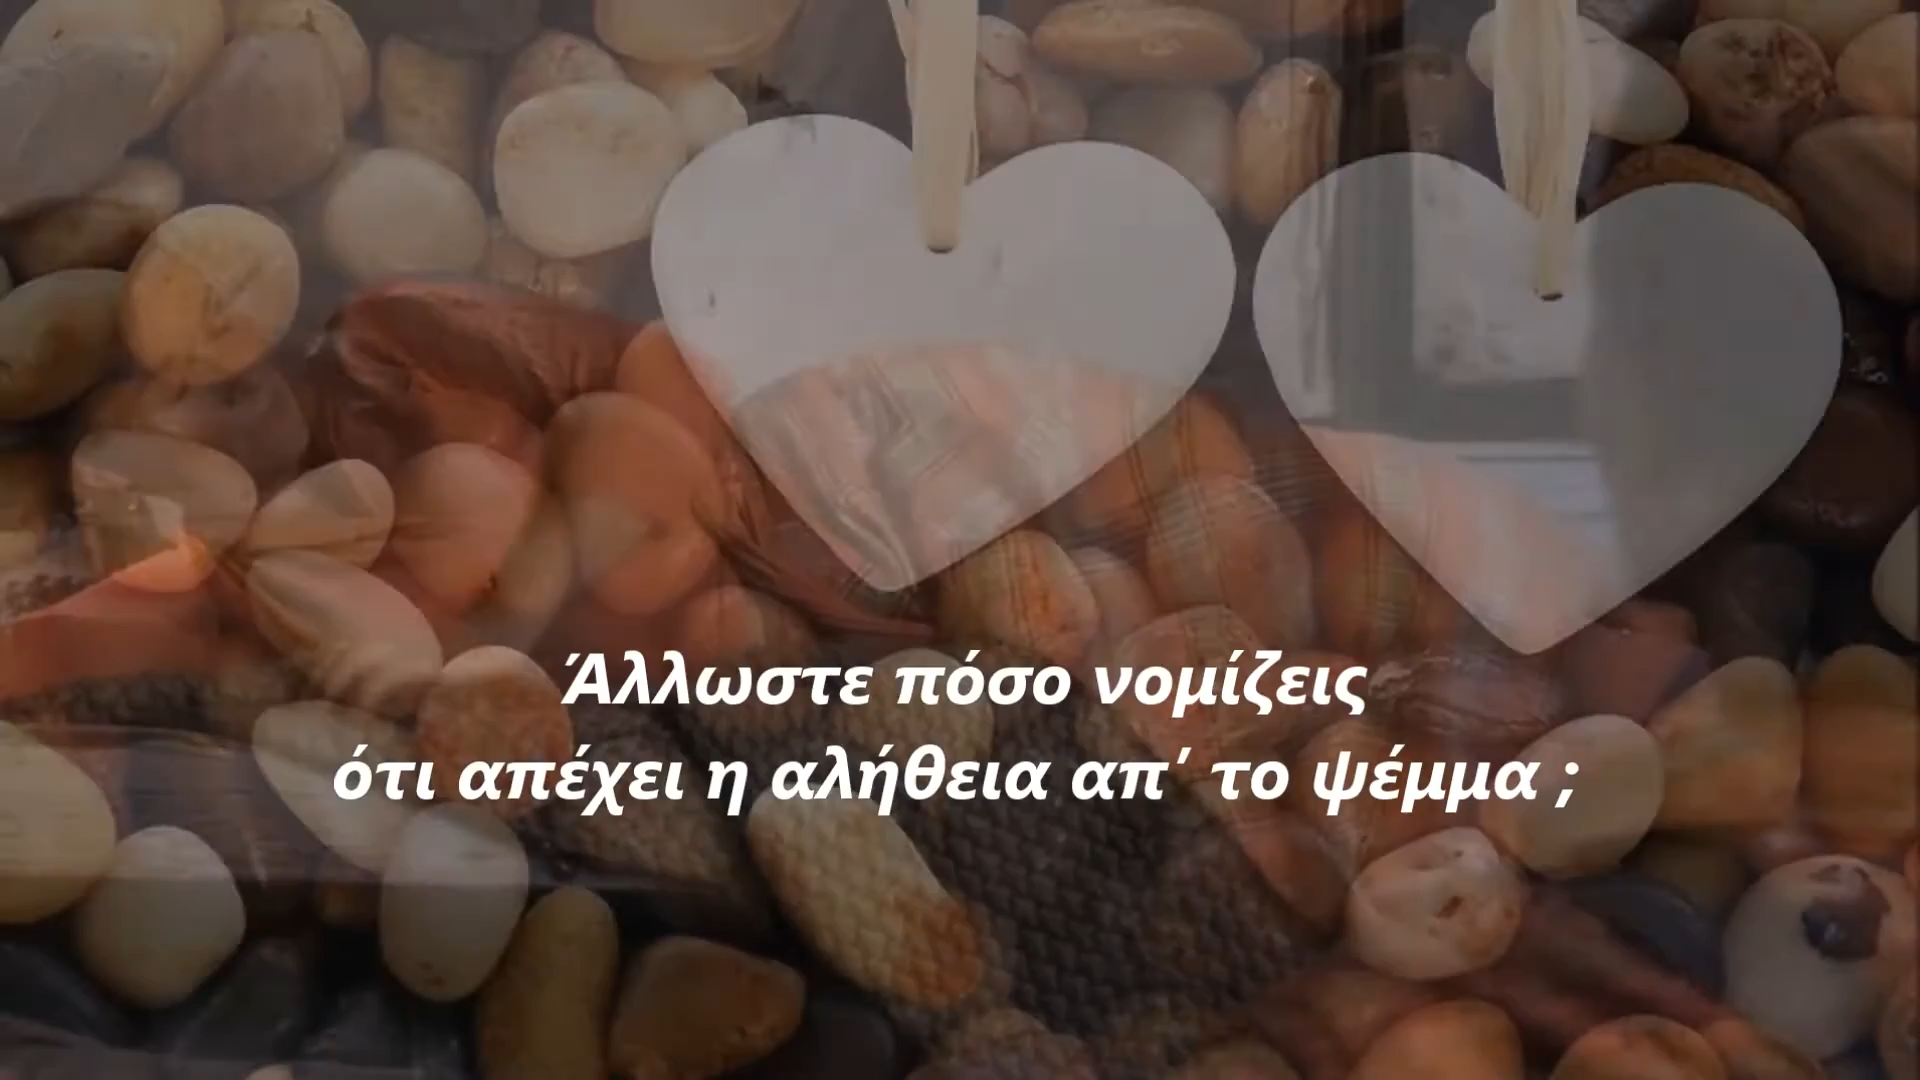 Άλλωστε πόσο νομίζεις
ότι απέχει η αλήθεια απ’ το ψέμμα ;